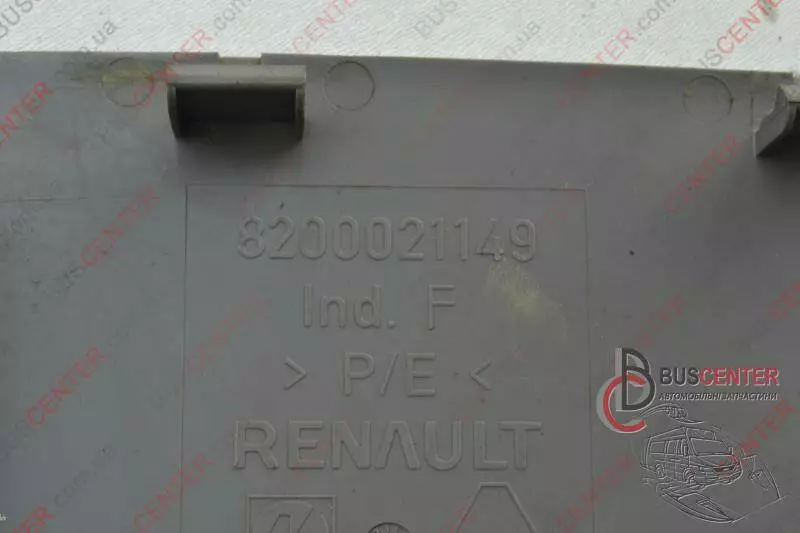 8200021149
Ind. F
> P/E <
RENAULT
BUSCENTER
АВТОМОБІЛЬНІ ЗАПЧАСТИНИ